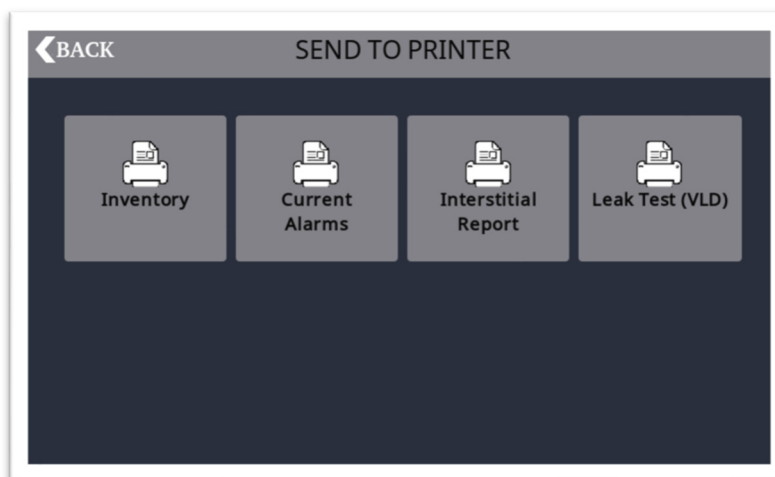 BACK
SEND TO PRINTER
Inventory
Current
Alarms
Interstitial
Report
Leak Test (VLD)